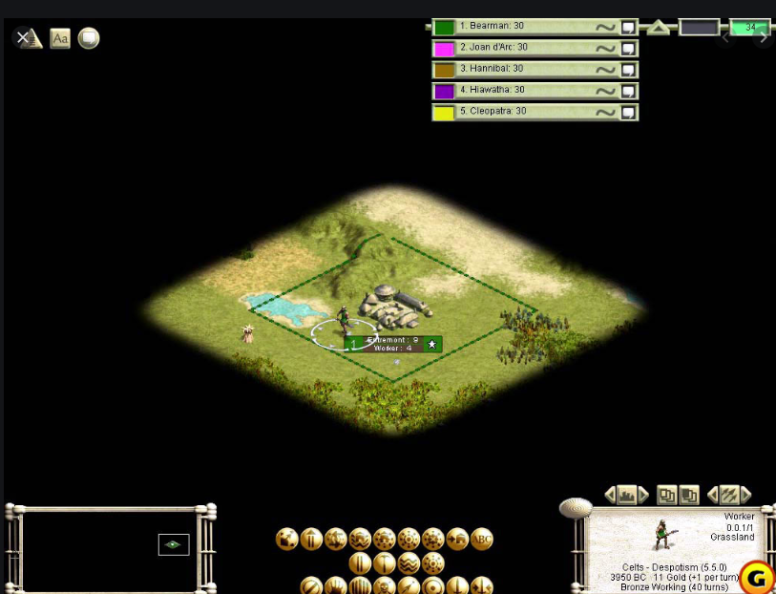 Aa
1. Bearman: 30
34
2. Joan d'Arc: 30
3. Hannibal: 30
4. Hiawatha: 30
5. Cleopatra: 30
1
Entremont : 9
Worker : 4
ABC
Worker
0.0.1/1
Grassland
Celts - Despotism (5.5.0)
3950 BC 11 Gold (+1 per turn)
Bronze Working (40 turns)
G